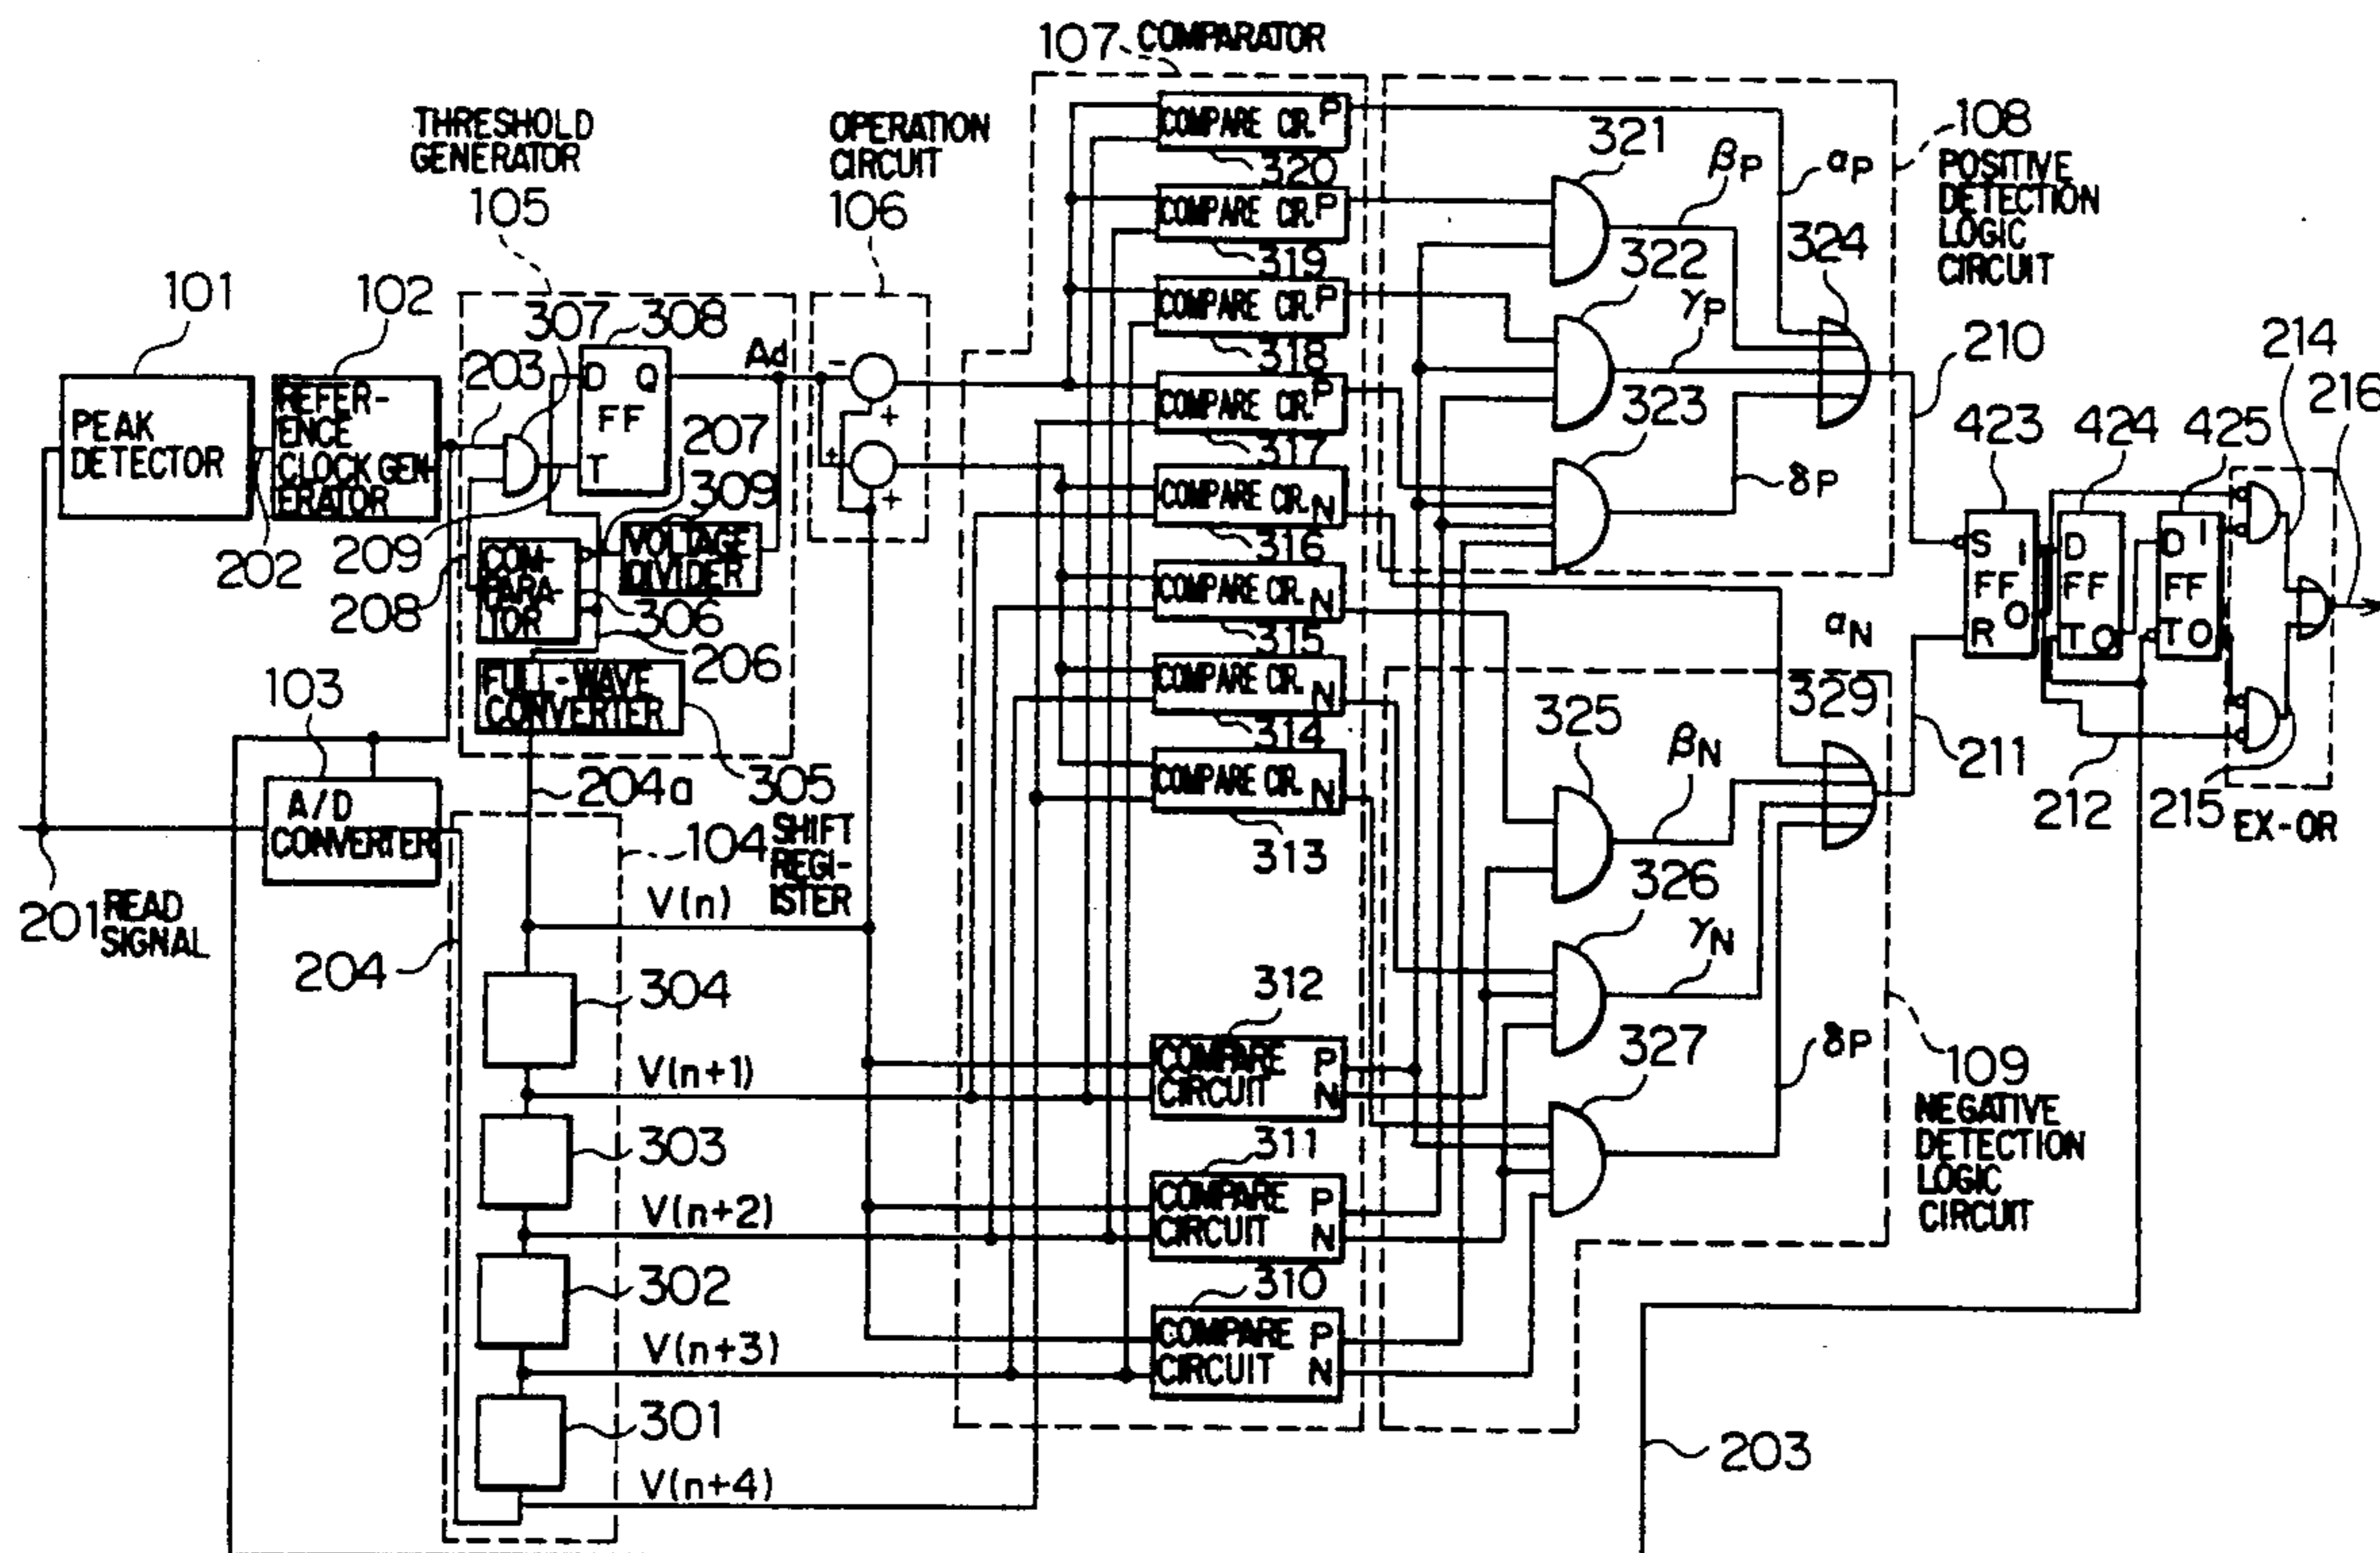 107 COMPARATOR
THRESHOLD
GENERATOR
105
OPERATION
CIRCUIT
106
COMPARE CIR. P
320
COMPARE CIR. P
319
COMPARE CIR. P
318
COMPARE CIR. P
317
COMPARE CIR. N
316
COMPARE CIR. N
315
COMPARE CIR. N
314
COMPARE CIR. N
313
321
βP
αP
108
POSITIVE
DETECTION
LOGIC
CIRCUIT
322
γP
324
323
δP
210
214
216
423
424
425
101
PEAK
DETECTOR
102
REFER-
ENCE
CLOCK GEN-
ERATOR
202
203
307
308
D Q
FF
T
Δd
207
309
VOLTAGE
DIVIDER
209
208
COM-
PARA-
TOR
306
206
FULL-WAVE
CONVERTER
305
204a
-
+
+
+
S 1
FF
O
R
D
FF
T O
D 1
FF
T O
211
212
215
EX-OR
103
A/D
CONVERTER
201 READ
SIGNAL
204
104 SHIFT
REGI-
STER
V(n)
304
V(n+1)
303
V(n+2)
302
V(n+3)
301
V(n+4)
312
COMPARE
CIRCUIT
P
N
311
COMPARE
CIRCUIT
P
N
310
COMPARE
CIRCUIT
P
N
αN
329
325
βN
326
γN
327
δP
109
NEGATIVE
DETECTION
LOGIC
CIRCUIT
203